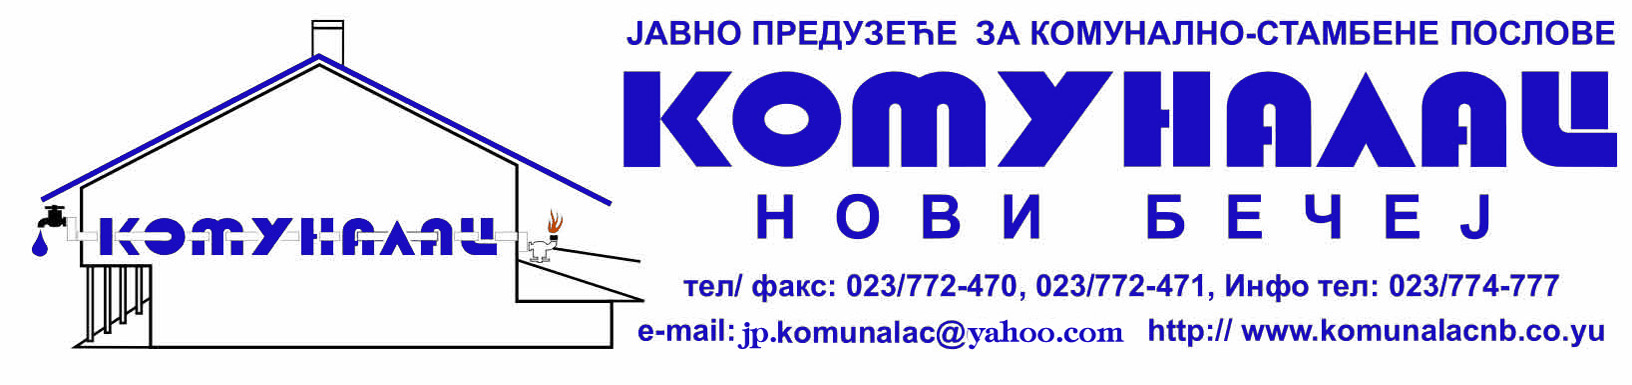 ЈАВНО ПРЕДУЗЕЋЕ ЗА КОМУНАЛНО-СТАМБЕНЕ ПОСЛОВЕ
КОМУНАЛАЦ
НОВИ БЕЧЕЈ
КОМУНАЛАЦ
тел/ факс: 023/772-470, 023/772-471, Инфо тел: 023/774-777
e-mail: jp.komunalac@yahoo.com http:// www.komunalacnb.co.yu